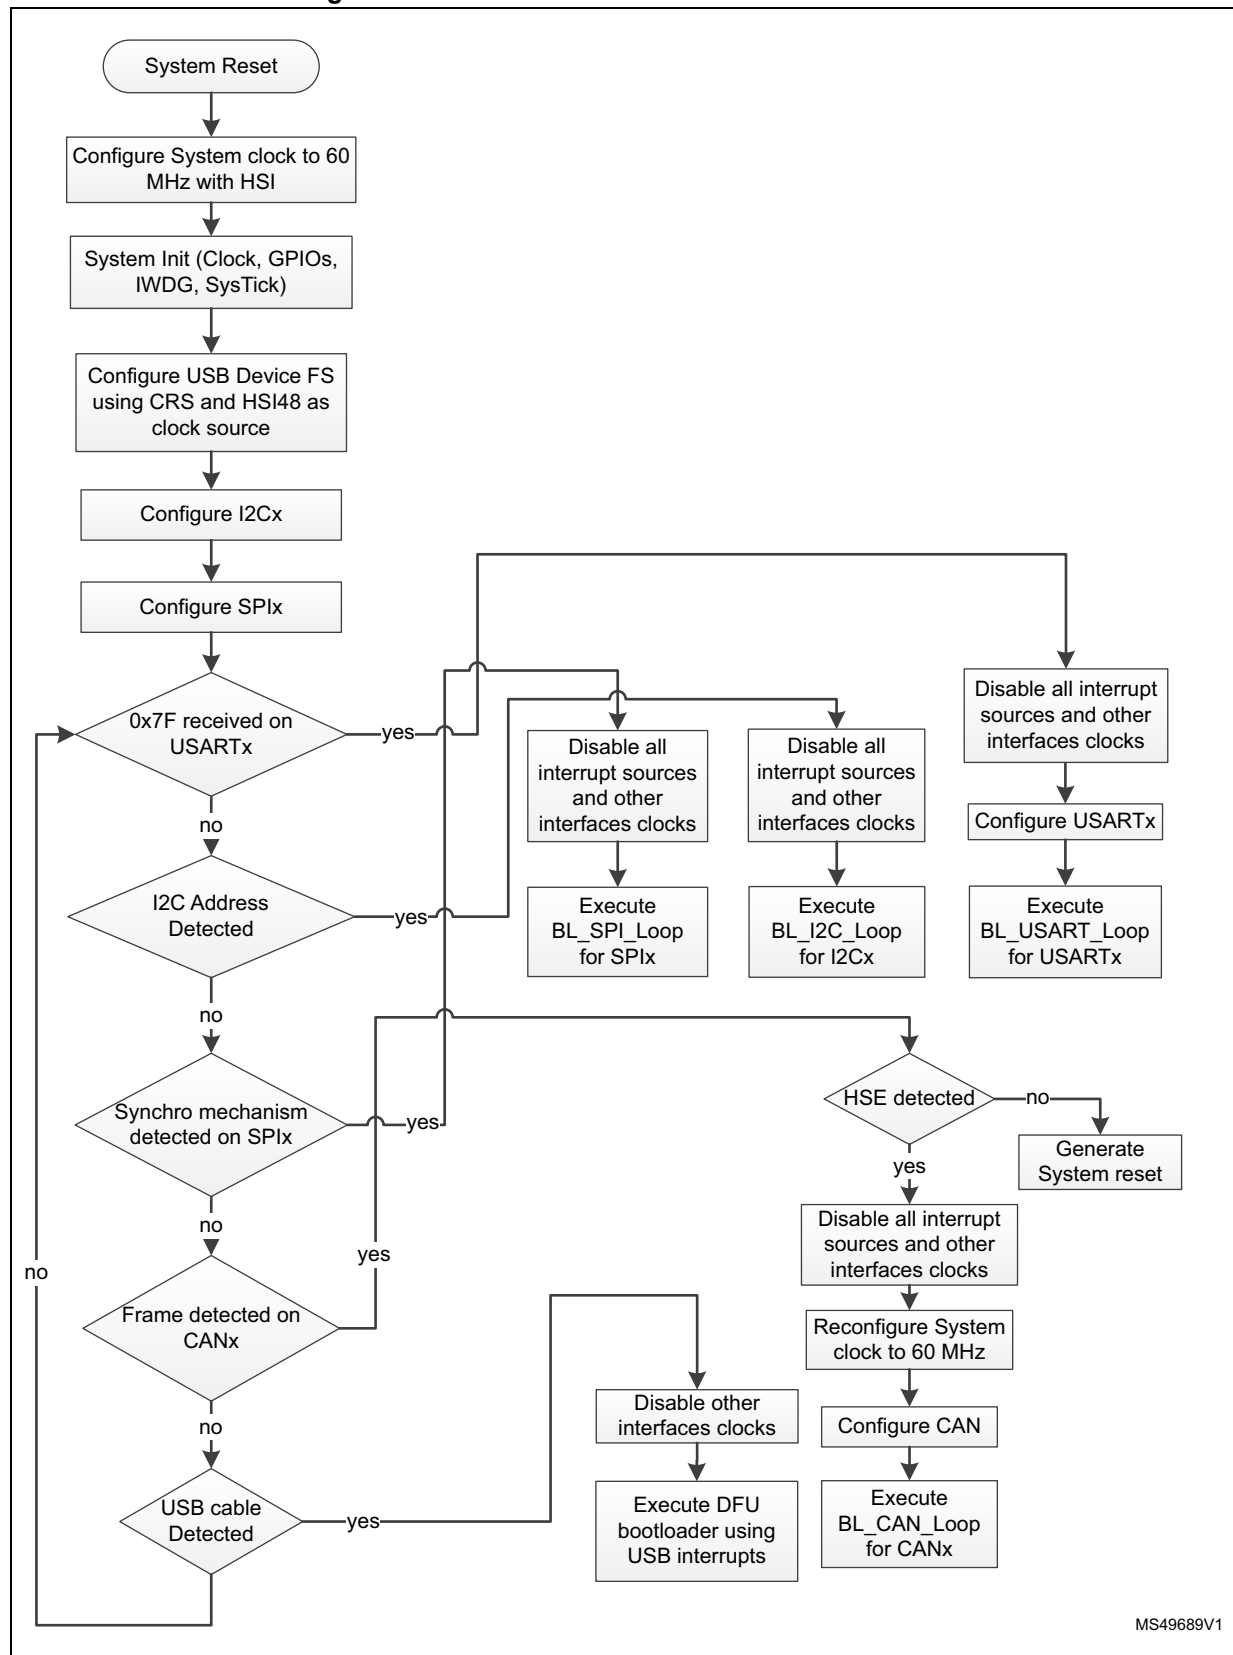 System Reset
Configure System clock to 60
MHz with HSI
System Init (Clock, GPIOs,
IWDG, SysTick)
Configure USB Device FS
using CRS and HSI48 as
clock source
Configure I2Cx
Configure SPIx
0x7F received on
USARTx
yes
no
I2C Address
Detected
yes
no
Synchro mechanism
detected on SPIx
yes
no
Frame detected on
CANx
yes
no
USB cable
Detected
yes
no
Disable all
interrupt sources
and other
interfaces clocks
Execute
BL_SPI_Loop
for SPIx
Disable all
interrupt sources
and other
interfaces clocks
Execute
BL_I2C_Loop
for I2Cx
Disable all interrupt
sources and other
interfaces clocks
Configure USARTx
Execute
BL_USART_Loop
for USARTx
HSE detected
no
Generate
System reset
yes
Disable all interrupt
sources and other
interfaces clocks
Reconfigure System
clock to 60 MHz
Configure CAN
Execute
BL_CAN_Loop
for CANx
Disable other
interfaces clocks
Execute DFU
bootloader using
USB interrupts
MS49689V1